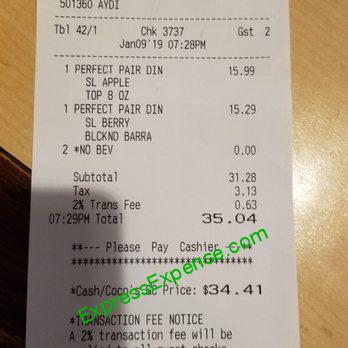 501360 AYDI
Tbl 42/1 Chk 3737 Gst 2
Jan09'19 07:28PM
1 PERFECT PAIR DIN 15.99
SL APPLE
TOP 8 OZ
1 PERFECT PAIR DIN 15.29
SL BERRY
BLCKND BARRA
2 *NO BEV 0.00
Subtotal 31.28
Tax 3.13
2% Trans Fee 0.63
07:29PM Total 35.04
**--- Please Pay Cashier
*Cash/ Price: $34.41
ExpressExpense.com
*TRANSACTION FEE NOTICE
A 2% transaction fee will be